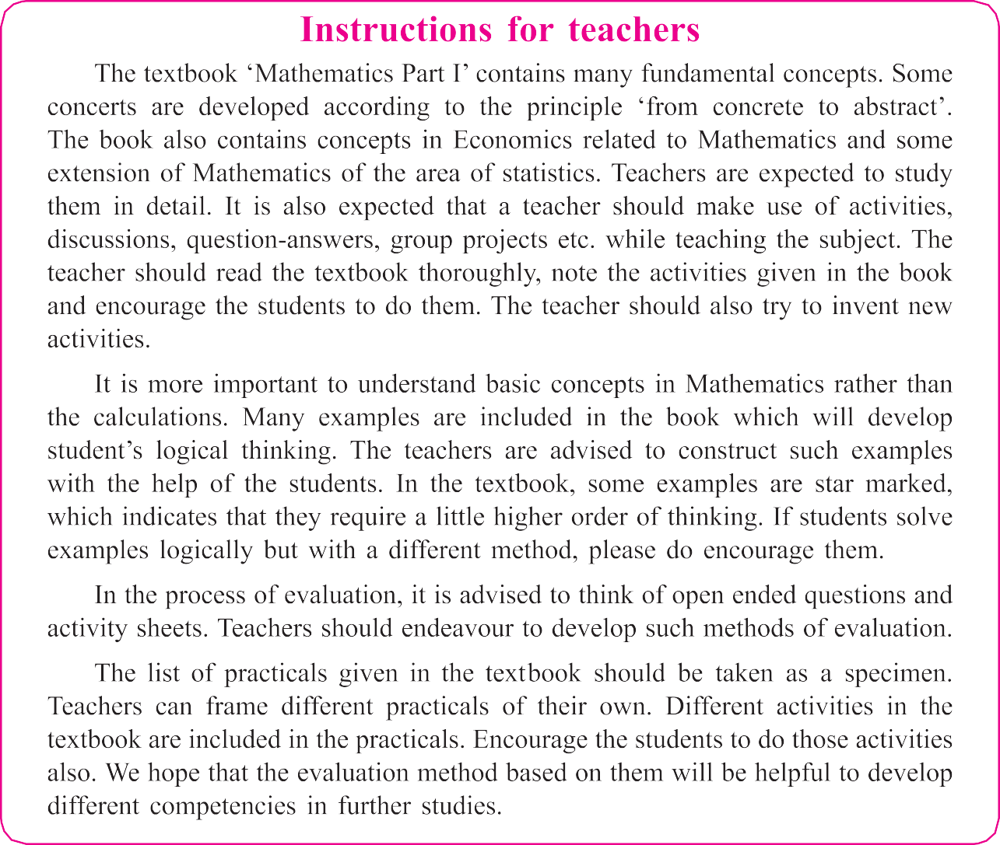 Instructions for teachers
The textbook ‘Mathematics Part I’ contains many fundamental concepts. Some
concerts are developed according to the principle ‘from concrete to abstract’.
The book also contains concepts in Economics related to Mathematics and some
extension of Mathematics of the area of statistics. Teachers are expected to study
them in detail. It is also expected that a teacher should make use of activities,
discussions, question-answers, group projects etc. while teaching the subject. The
teacher should read the textbook thoroughly, note the activities given in the book
and encourage the students to do them. The teacher should also try to invent new
activities.
It is more important to understand basic concepts in Mathematics rather than
the calculations. Many examples are included in the book which will develop
student’s logical thinking. The teachers are advised to construct such examples
with the help of the students. In the textbook, some examples are star marked,
which indicates that they require a little higher order of thinking. If students solve
examples logically but with a different method, please do encourage them.
In the process of evaluation, it is advised to think of open ended questions and
activity sheets. Teachers should endeavour to develop such methods of evaluation.
The list of practicals given in the textbook should be taken as a specimen.
Teachers can frame different practicals of their own. Different activities in the
textbook are included in the practicals. Encourage the students to do those activities
also. We hope that the evaluation method based on them will be helpful to develop
different competencies in further studies.